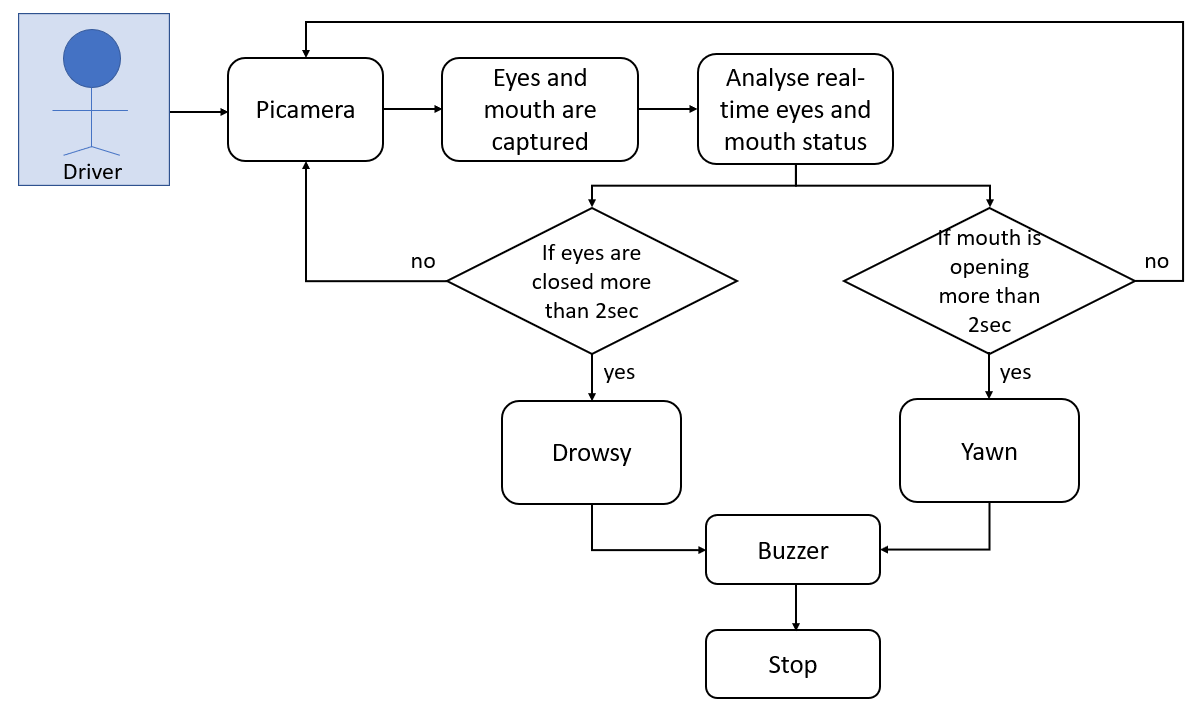 Driver
Picamera
Eyes and
mouth are
captured
Analyse real-
time eyes and
mouth status
no
If eyes are
closed more
than 2sec
If mouth is
opening
more than
2sec
no
yes
yes
Drowsy
Yawn
Buzzer
Stop